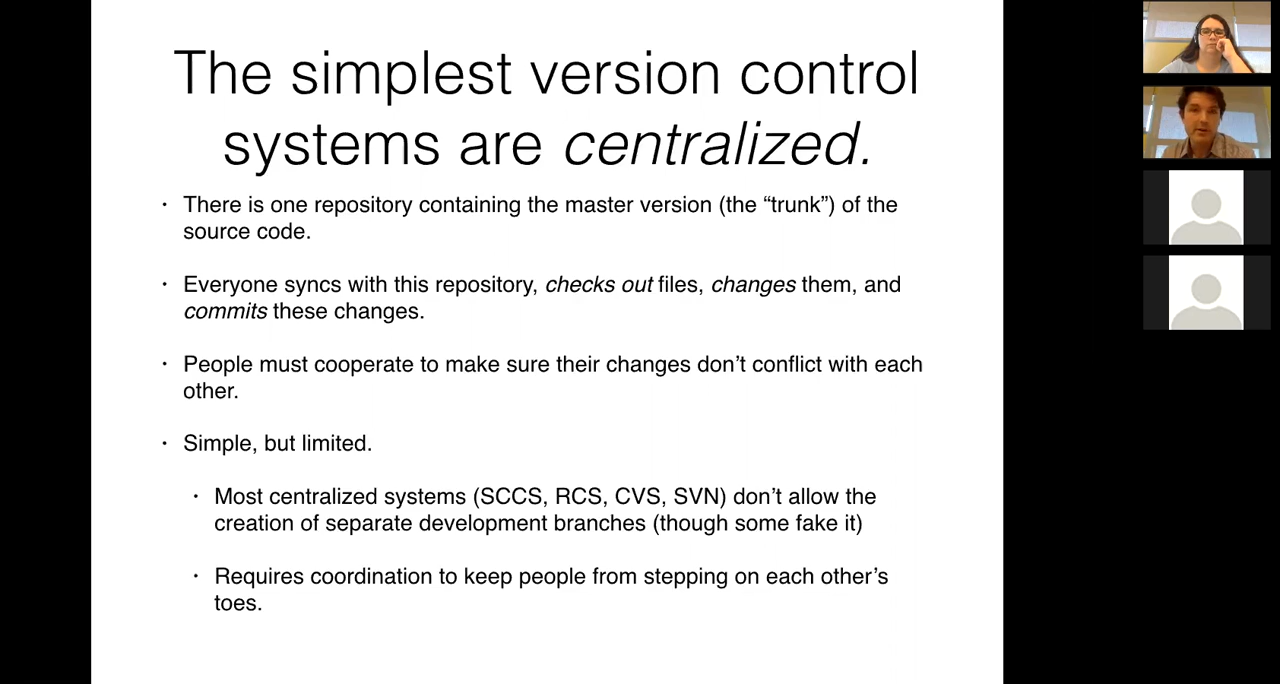 The simplest version control
systems are centralized.
· There is one repository containing the master version (the “trunk”) of the
source code.
· Everyone syncs with this repository, checks out files, changes them, and
commits these changes.
· People must cooperate to make sure their changes don’t conflict with each
other.
· Simple, but limited.
· Most centralized systems (SCCS, RCS, CVS, SVN) don’t allow the
creation of separate development branches (though some fake it)
· Requires coordination to keep people from stepping on each other’s
toes.